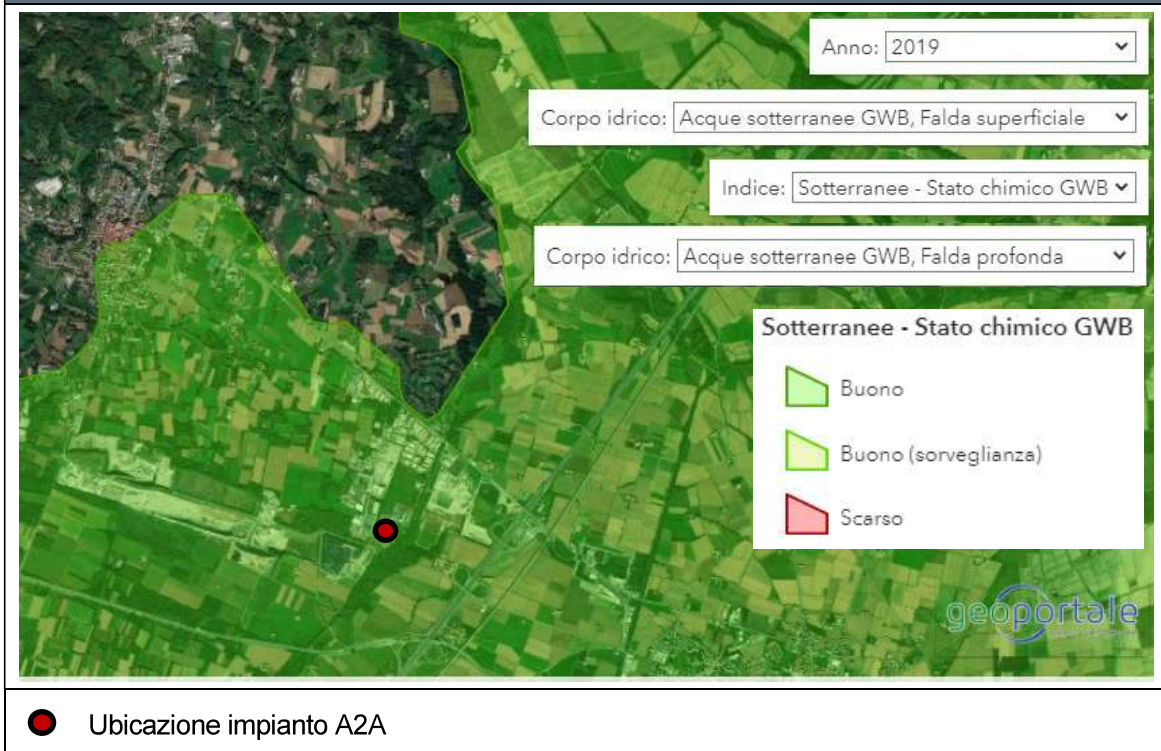 Anno: 2019
Corpo idrico: Acque sotterranee GWB, Falda superficiale
Indice: Sotterranee - Stato chimico GWB
Corpo idrico: Acque sotterranee GWB, Falda profonda
Sotterranee - Stato chimico GWB
Buono
Buono (sorveglianza)
Scarso
geoportale
Ubicazione impianto A2A